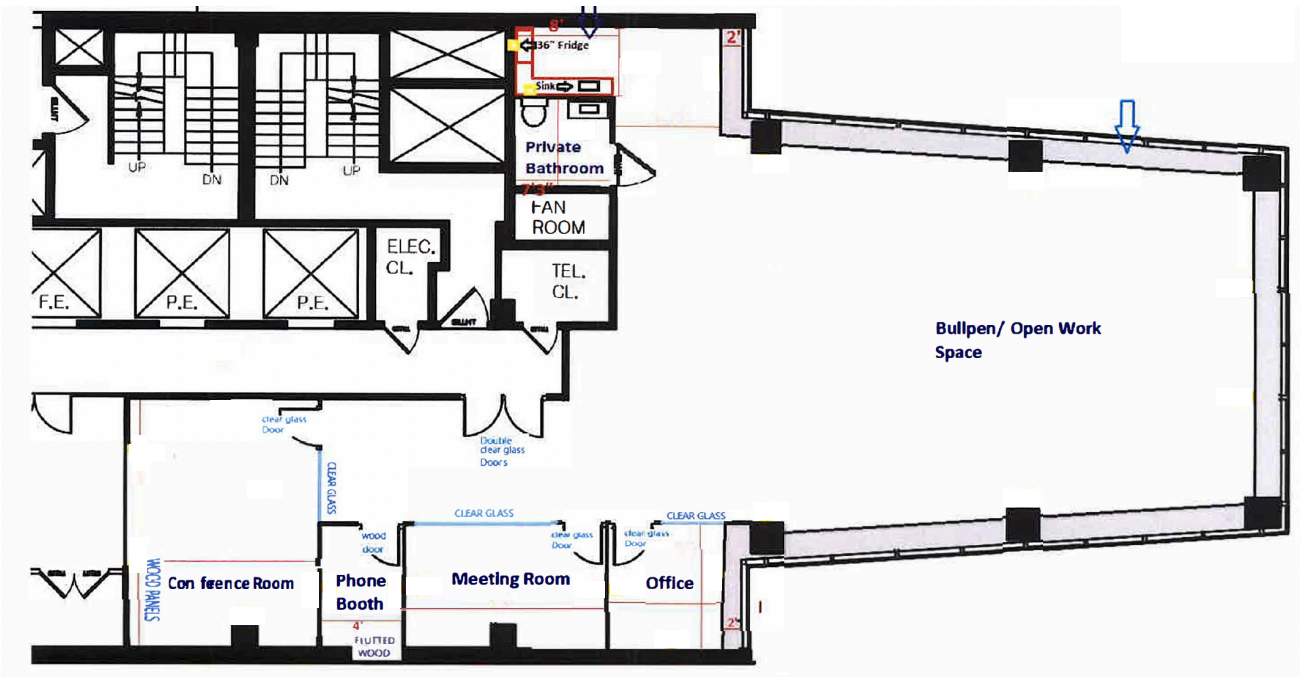 8'
36" Fridge
2'
Sink
Private
Bathroom
7'3"
UP
DN
DN
UP
FAN
ROOM
ELEC.
CL.
TEL.
CL.
F.E.
P.E.
P.E.
Bullpen/ Open Work
Space
clear glass
Door
Double
clear glass
Doors
CLEAR GLASS
CLEAR GLASS
CLEAR GLASS
wood
door
clear glass
Door
clear glass
Door
WOOD PANELS
Conference Room
Phone
Booth
Meeting Room
Office
4'
FLUTTED
WOOD
2'